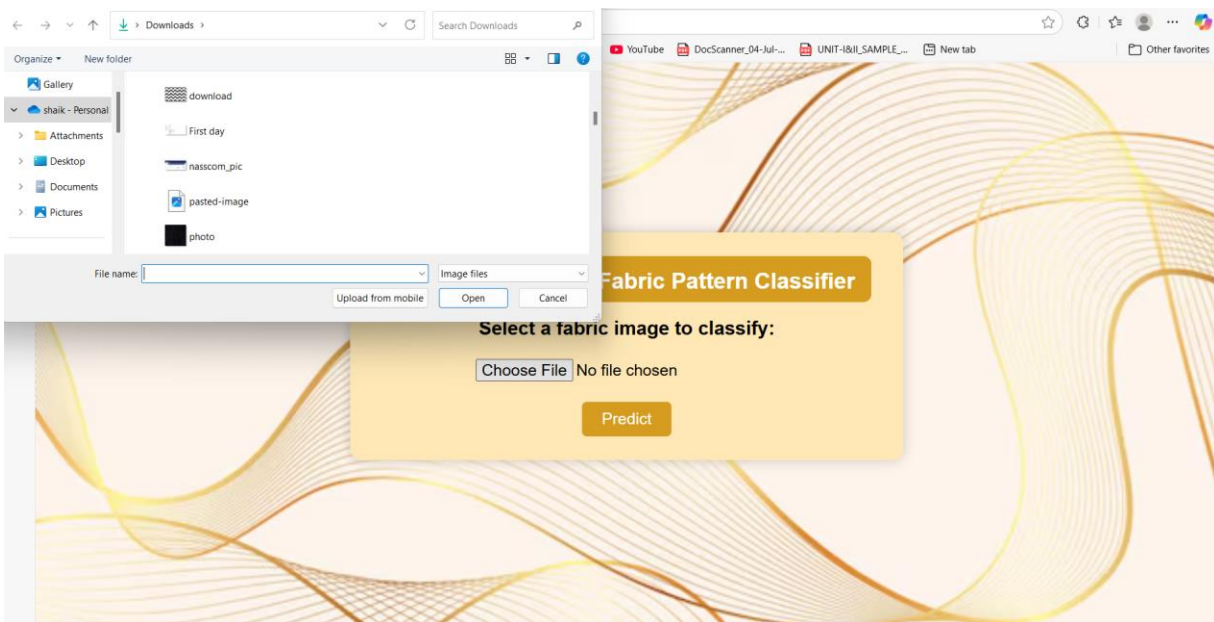 Downloads
Search Downloads
Organize
New folder
Gallery
shaik - Personal
Attachments
Desktop
Documents
Pictures
download
First day
nasscom_pic
pasted-image
photo
File name:
Image files
Upload from mobile
Open
Cancel
YouTube
DocScanner_04-Jul-...
UNIT-I&II_SAMPLE_...
New tab
Other favorites
Fabric Pattern Classifier
Select a fabric image to classify:
Choose File No file chosen
Predict